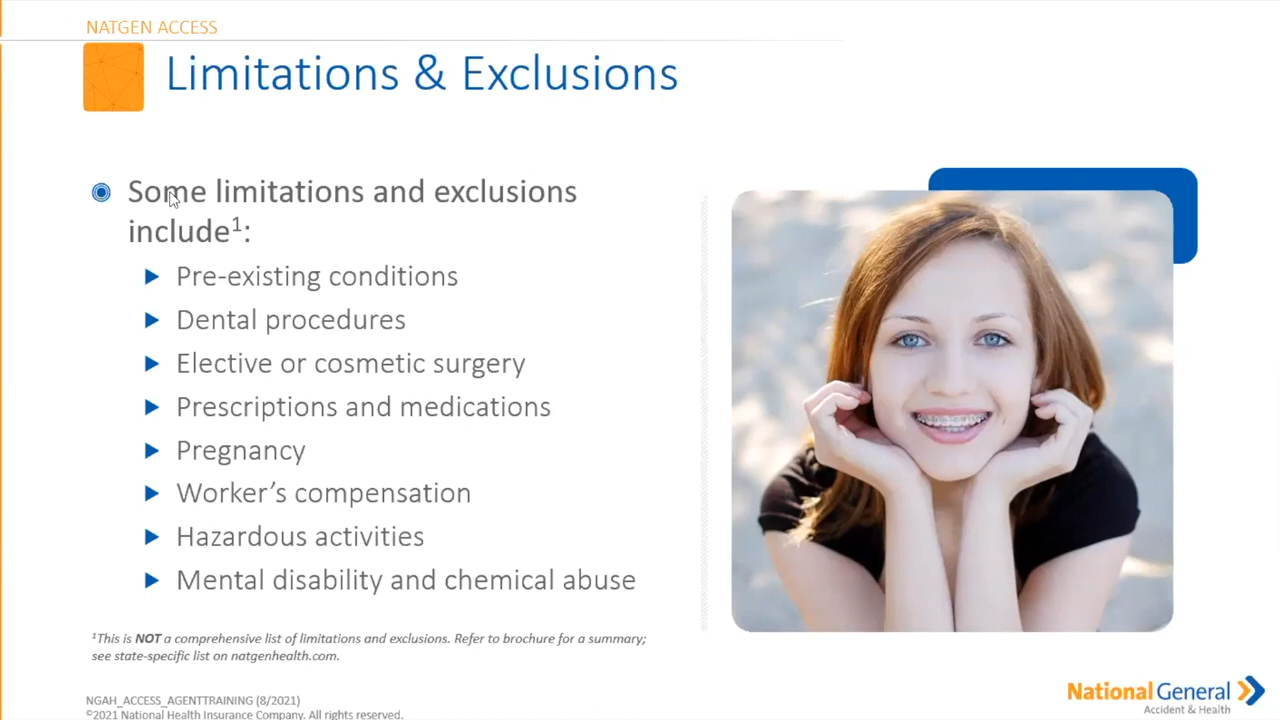 NATGEN ACCESS
Limitations & Exclusions
Some limitations and exclusions
include¹:
Pre-existing conditions
Dental procedures
Elective or cosmetic surgery
Prescriptions and medications
Pregnancy
Worker’s compensation
Hazardous activities
Mental disability and chemical abuse
¹This is NOT a comprehensive list of limitations and exclusions. Refer to brochure for a summary;
see state-specific list on natgenhealth.com.
NGAH_ACCESS_AGENTTRAINING (8/2021)
©2021 National Health Insurance Company. All rights reserved.
National General
Accident & Health